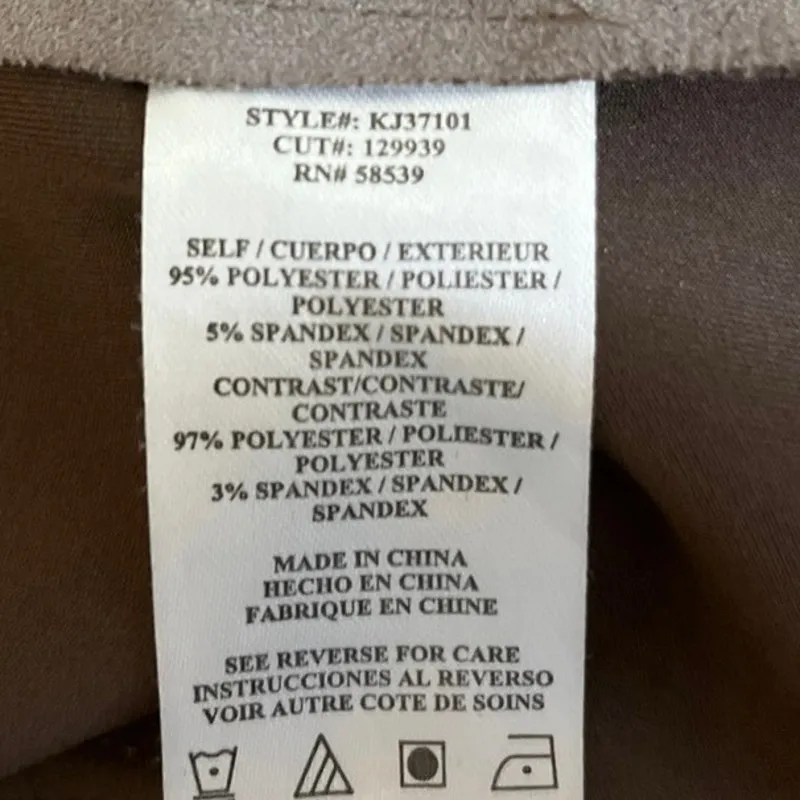 STYLE#: KJ37101
CUT#: 129939
RN# 58539
SELF / CUERPO / EXTERIEUR
95% POLYESTER / POLIESTER /
POLYESTER
5% SPANDEX / SPANDEX /
SPANDEX
CONTRAST/CONTRASTE/
CONTRASTE
97% POLYESTER / POLIESTER /
POLYESTER
3% SPANDEX / SPANDEX /
SPANDEX
MADE IN CHINA
HECHO EN CHINA
FABRIQUE EN CHINE
SEE REVERSE FOR CARE
INSTRUCCIONES AL REVERSO
VOIR AUTRE COTE DE SOINS